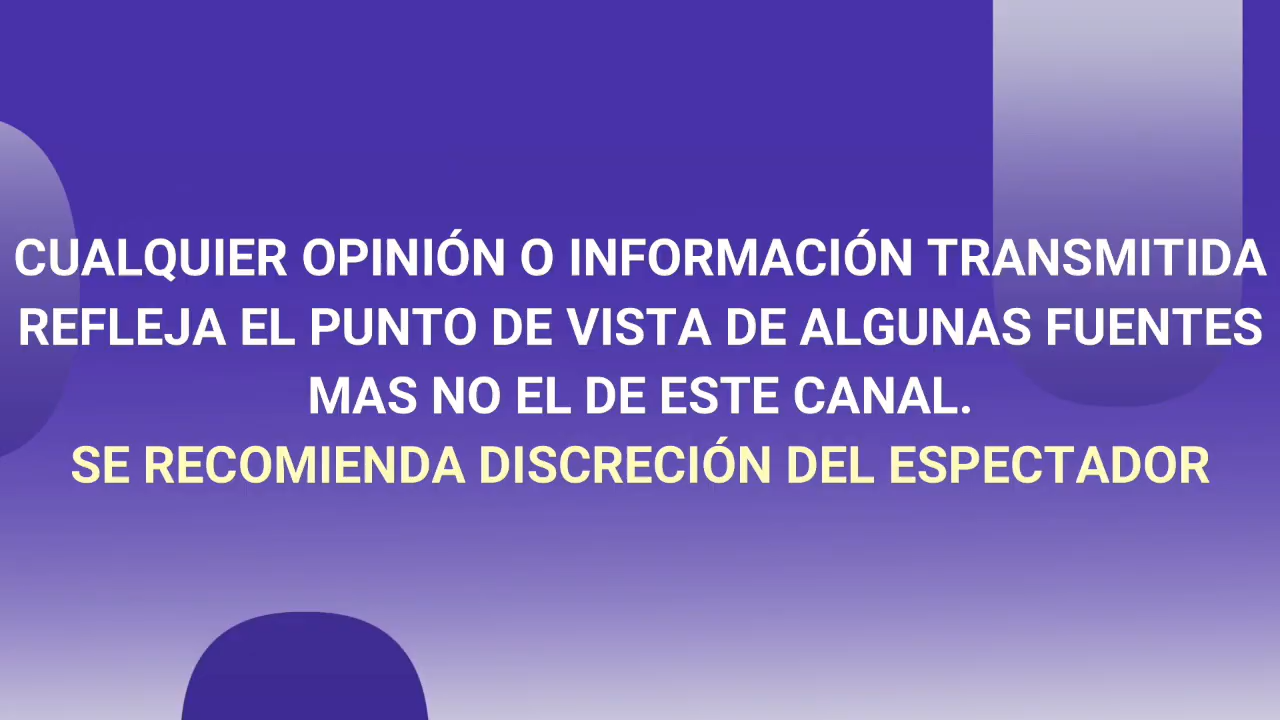 CUALQUIER OPINIÓN O INFORMACIÓN TRANSMITIDA
REFLEJA EL PUNTO DE VISTA DE ALGUNAS FUENTES
MAS NO EL DE ESTE CANAL.
SE RECOMIENDA DISCRECIÓN DEL ESPECTADOR